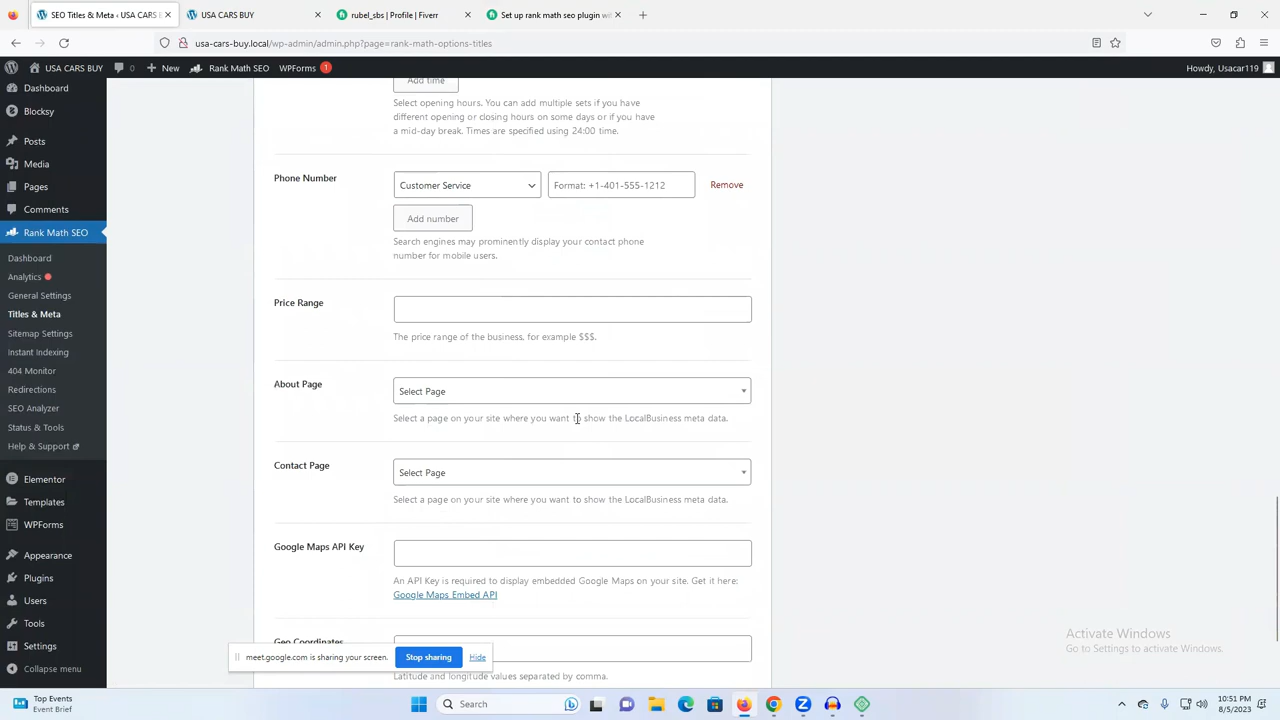 SEO Titles & Meta ‹ USA CARS
USA CARS BUY
rubel_sbs | Profile | Fiverr
Set up rank math seo plugin wi
usa-cars-buy.local/wp-admin/admin.php?page=rank-math-options-titles
USA CARS BUY
0
New
Rank Math SEO
WPForms
1
Howdy, Usacar119
Dashboard
Blocksy
Posts
Media
Pages
Comments
Rank Math SEO
Dashboard
Analytics
General Settings
Titles & Meta
Sitemap Settings
Instant Indexing
404 Monitor
Redirections
SEO Analyzer
Status & Tools
Help & Support
Elementor
Templates
WPForms
Appearance
Plugins
Users
Tools
Settings
Collapse menu
Add time
Select opening hours. You can add multiple sets if you have
different opening or closing hours on some days or if you have
a mid-day break. Times are specified using 24:00 time.
Phone Number
Customer Service
Format: +1-401-555-1212
Remove
Add number
Search engines may prominently display your contact phone
number for mobile users.
Price Range
The price range of the business, for example $$$.
About Page
Select Page
Select a page on your site where you want to show the LocalBusiness meta data.
Contact Page
Select Page
Select a page on your site where you want to show the LocalBusiness meta data.
Google Maps API Key
An API Key is required to display embedded Google Maps on your site. Get it here:
Google Maps Embed API
Geo Coordinates
Latitude and longitude values separated by comma.
meet.google.com is sharing your screen.
Stop sharing
Hide
Activate Windows
Go to Settings to activate Windows.
Top Events
Event Brief
Search
10:51 PM
8/5/2023